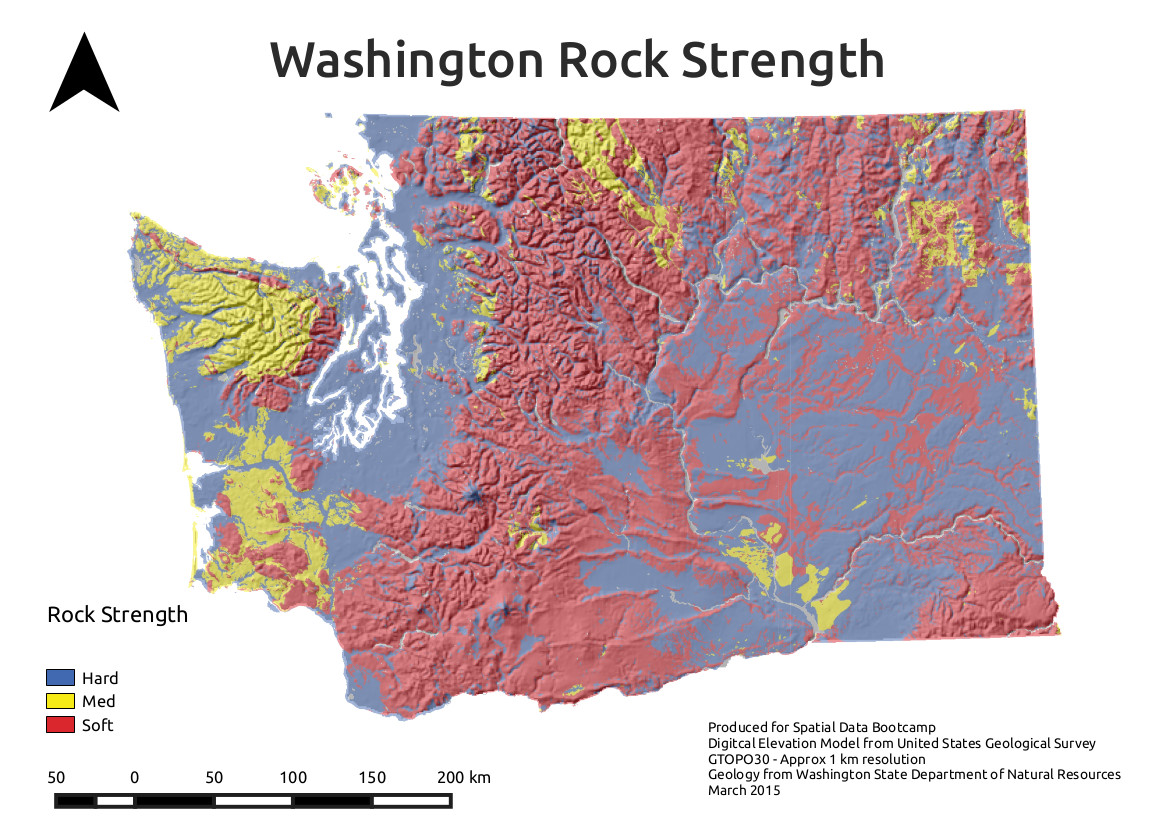 Washington Rock Strength
Rock Strength
Hard
Med
Soft
50 0 50 100 150 200 km
Produced for Spatial Data Bootcamp
Digitcal Elevation Model from United States Geological Survey
GTOPO30 - Approx 1 km resolution
Geology from Washington State Department of Natural Resources
March 2015